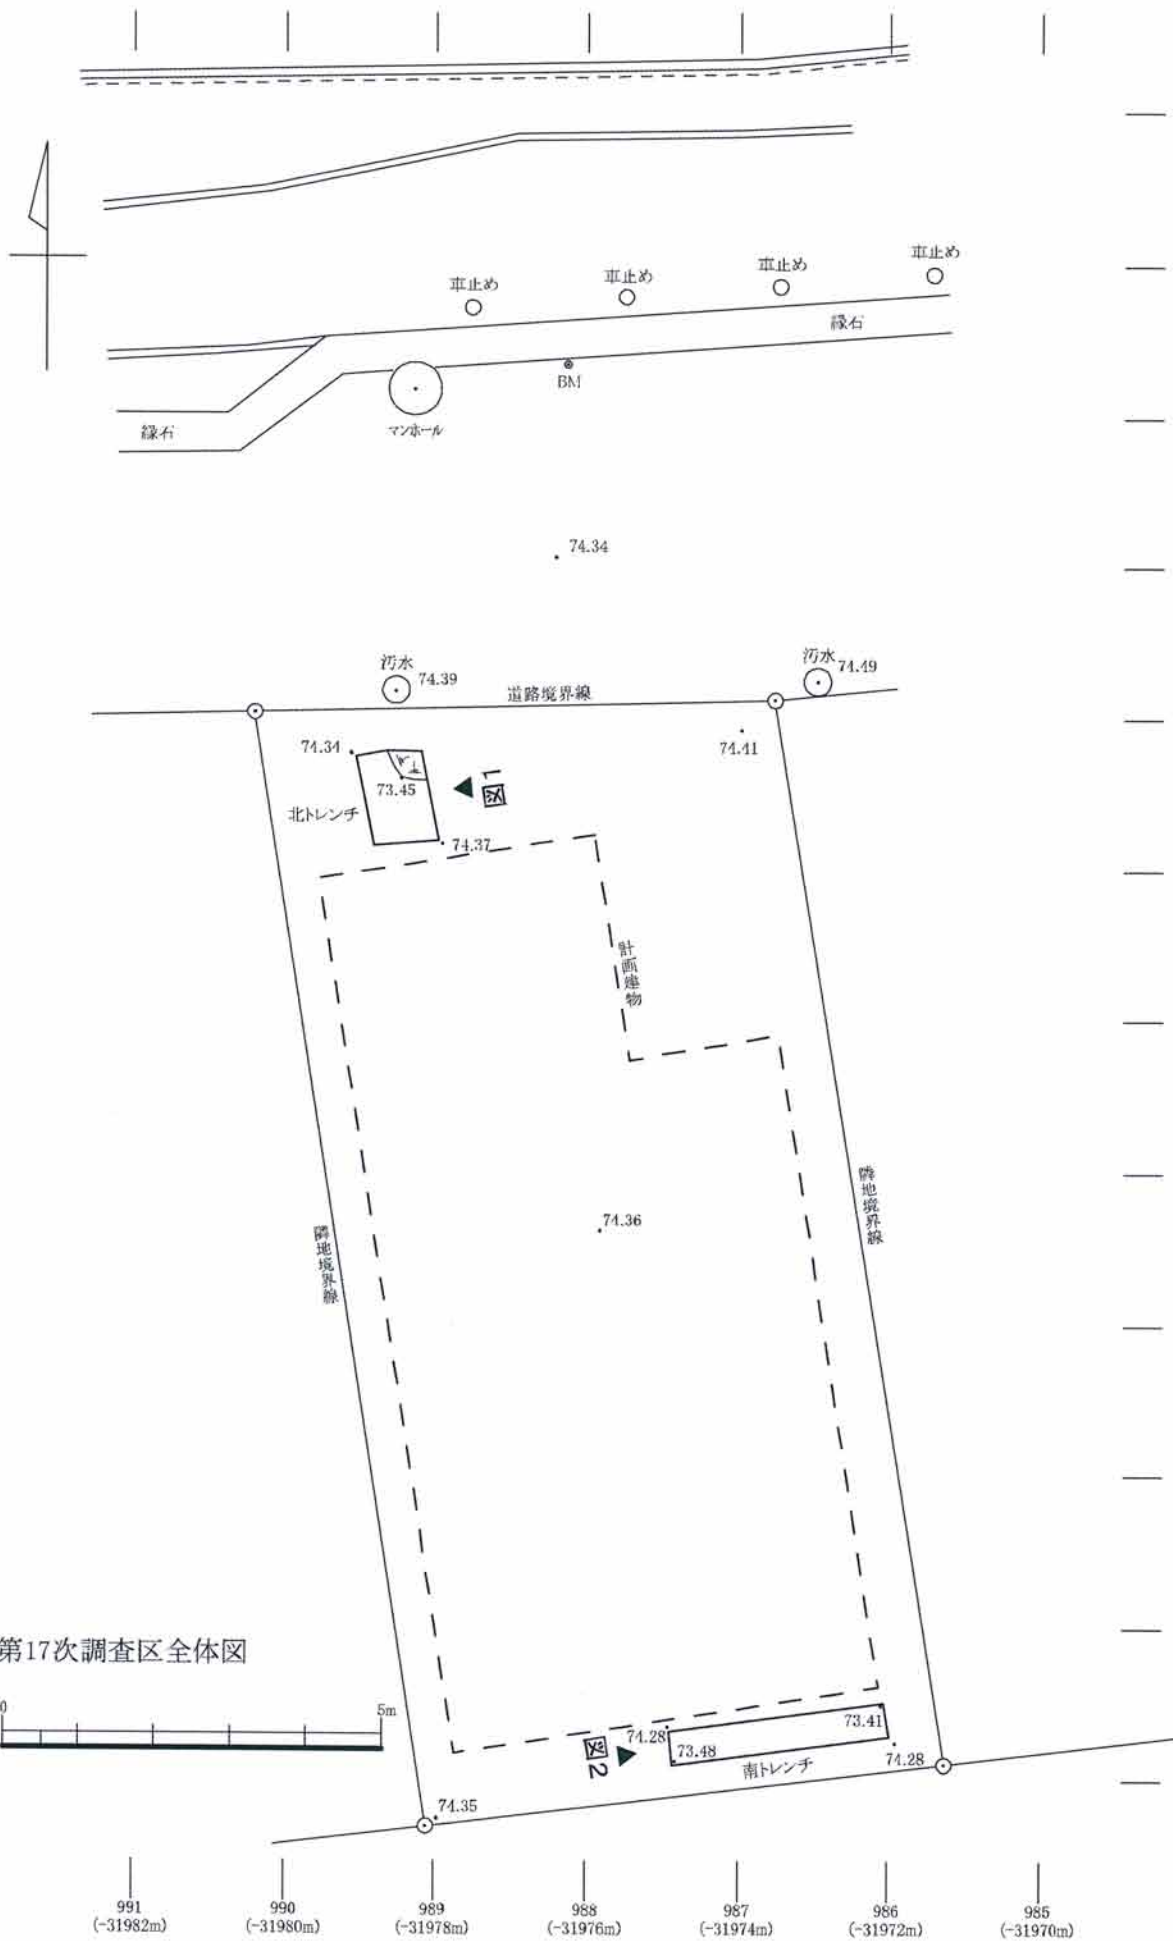 車止め
車止め
車止め
車止め
縁石
BM
縁石
マンホール
74.34
汚水
74.39
道路境界線
汚水
74.49
74.34
74.41
73.45
図1
北トレンチ
74.37
計画建物
隣地境界線
74.36
隣地境界線
第17次調査区全体図
0
5m
74.28
73.41
73.48
図2
南トレンチ
74.28
74.35
991
(-31982m)
990
(-31980m)
989
(-31978m)
988
(-31976m)
987
(-31974m)
986
(-31972m)
985
(-31970m)